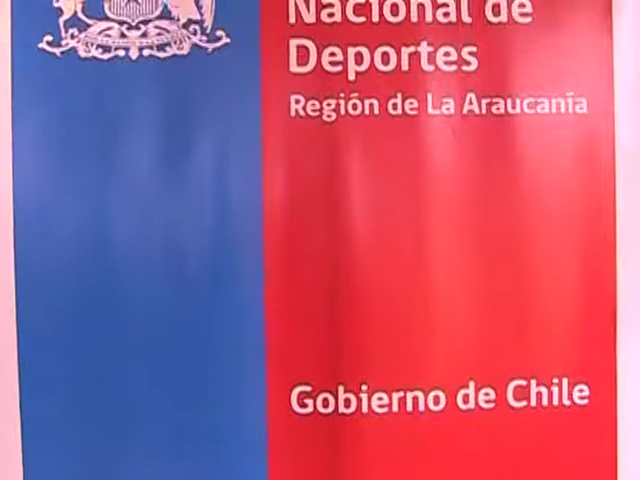 Nacional de
Deportes
Región de La Araucanía
Gobierno de Chile